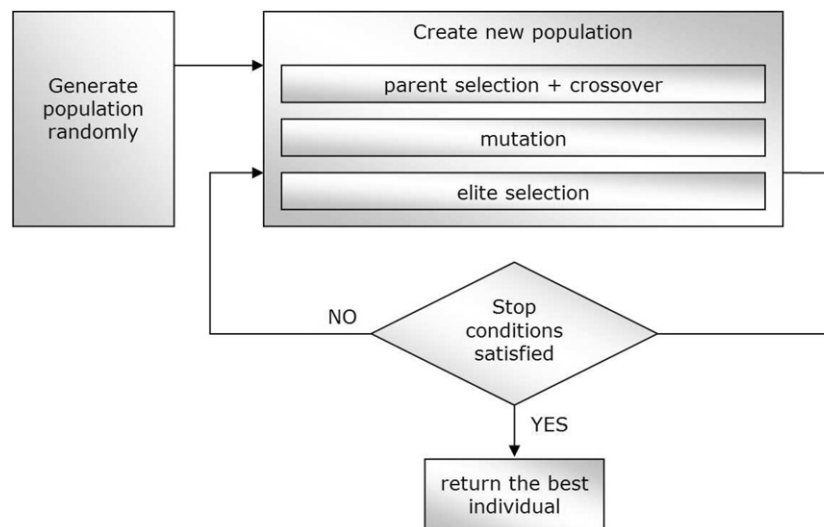 Generate
population
randomly
Create new population
parent selection + crossover
mutation
elite selection
Stop
conditions
satisfied
NO
YES
return the best
individual